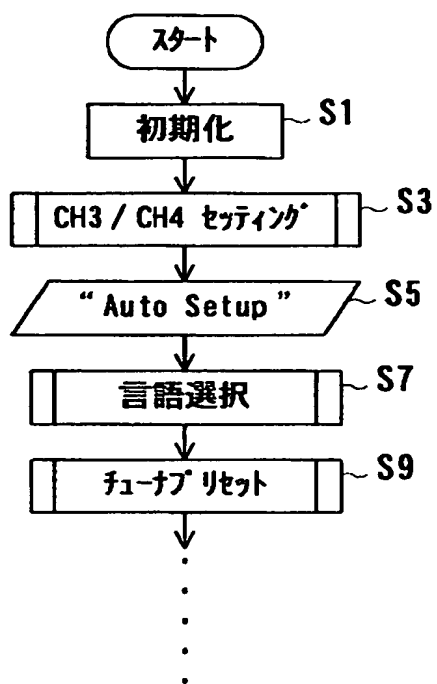 スタート
初期化
S1
CH3 / CH4 セッティング
S3
“Auto Setup”
S5
言語選択
S7
チューナプリセット
S9